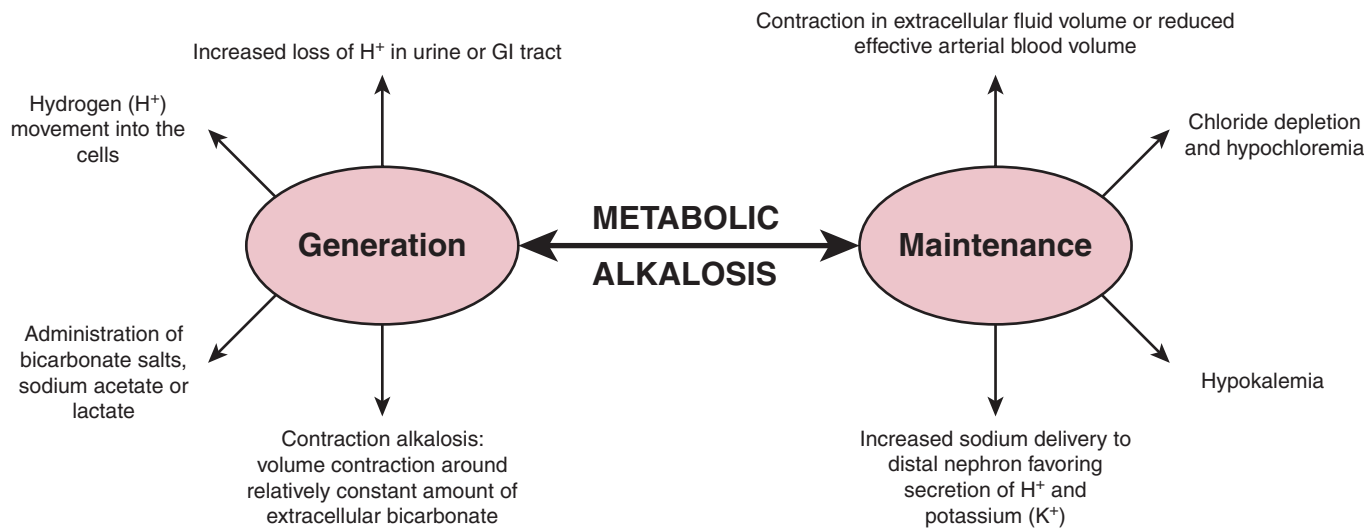 Increased loss of H⁺ in urine or GI tract
Hydrogen (H⁺)
movement into the
cells
Generation
Administration of
bicarbonate salts,
sodium acetate or
lactate
Contraction alkalosis:
volume contraction around
relatively constant amount of
extracellular bicarbonate
METABOLIC
ALKALOSIS
Contraction in extracellular fluid volume or reduced
effective arterial blood volume
Chloride depletion
and hypochloremia
Maintenance
Hypokalemia
Increased sodium delivery to
distal nephron favoring
secretion of H⁺ and
potassium (K⁺)